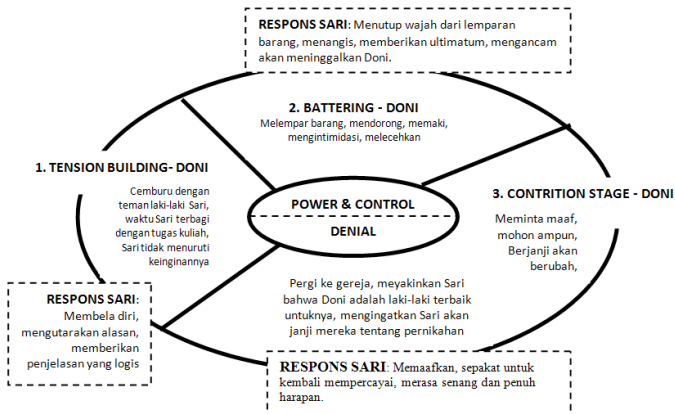 RESPONS SARI: Menutup wajah dari lemparan
barang, menangis, memberikan ultimatum, mengancam
akan meninggalkan Doni.
2. BATTERING - DONI
Melempar barang, mendorong, memaki,
mengintimidasi, melecehkan
1. TENSION BUILDING- DONI
Cemburu dengan
teman laki-laki Sari,
waktu Sari terbagi
dengan tugas kuliah,
Sari tidak menuruti
keinginannya
POWER & CONTROL
DENIAL
3. CONTRITION STAGE - DONI
Meminta maaf,
mohon ampun,
Berjanji akan
berubah,
Pergi ke gereja, meyakinkan Sari
bahwa Doni adalah laki-laki terbaik
untuknya, mengingatkan Sari akan
janji mereka tentang pernikahan
RESPONS SARI:
Membela diri,
mengutarakan alasan,
memberikan
penjelasan yang logis
RESPONS SARI: Memaafkan, sepakat untuk
kembali mempercayai, merasa senang dan penuh
harapan.